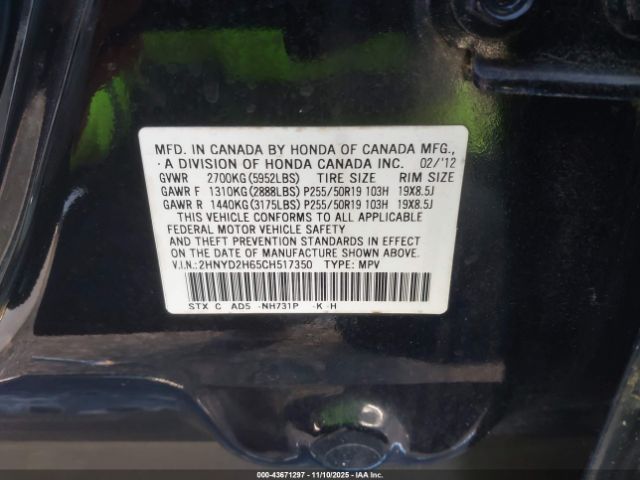 MFD. IN CANADA BY HONDA OF CANADA MFG.,
A DIVISION OF HONDA CANADA INC. 02/'12
GVWR 2700KG(5952LBS) TIRE SIZE RIM SIZE
GAWR F 1310KG(2888LBS) P255/50R19 103H 19X8.5J
GAWR R 1440KG(3175LBS) P255/50R19 103H 19X8.5J
THIS VEHICLE CONFORMS TO ALL APPLICABLE
FEDERAL MOTOR VEHICLE SAFETY
AND THEFT PREVENTION STANDARDS IN EFFECT
ON THE DATE OF MANUFACTURE SHOWN ABOVE.
V.I.N.:2HNYD2H65CH517350 TYPE: MPV
STX C AD5 -NH731P -K -H
000-43671297 - 11/10/2025 - IAA Inc.